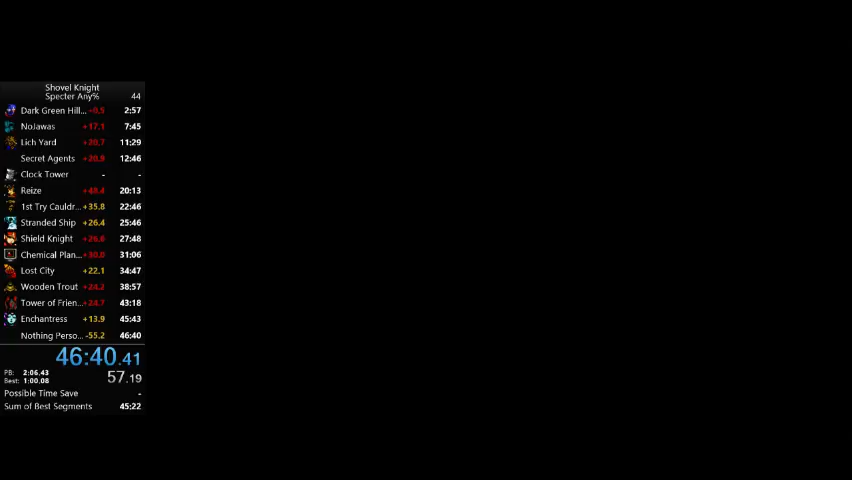 Shovel Knight
Specter Any% 44
Dark Green Hill... -0.5 2:57
NoJawas +17.1 7:45
Lich Yard +20.7 11:29
Secret Agents +20.9 12:46
Clock Tower - -
Reize +48.4 20:13
1st Try Cauldr... +35.8 22:46
Stranded Ship +26.4 25:46
Shield Knight +26.6 27:48
Chemical Plan... +30.0 31:06
Lost City +22.1 34:47
Wooden Trout +24.2 38:57
Tower of Frien... +24.7 43:18
Enchantress +13.9 45:43
Nothing Perso... -55.2 46:40
46:40.41
PB: 2:06.43 57.19
Best: 1:00.08
Possible Time Save -
Sum of Best Segments 45:22